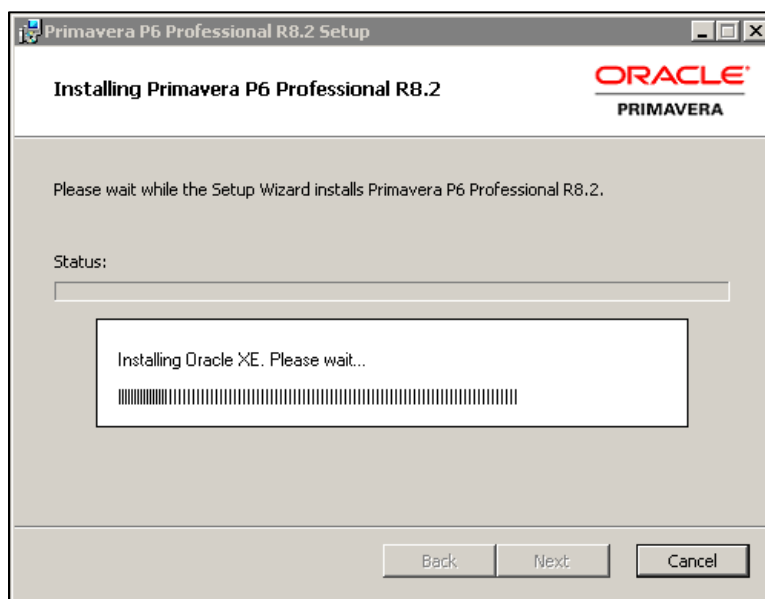 Primavera P6 Professional R8.2 Setup
Installing Primavera P6 Professional R8.2
ORACLE®
PRIMAVERA
Please wait while the Setup Wizard installs Primavera P6 Professional R8.2.
Status:
Installing Oracle XE. Please wait...
Back
Next
Cancel